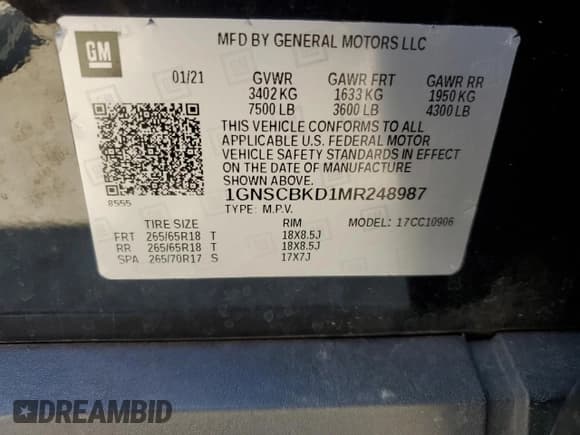 GM
MFD BY GENERAL MOTORS LLC
01/21 GVWR GAWR FRT GAWR RR
3402 KG 1633 KG 1950 KG
7500 LB 3600 LB 4300 LB
THIS VEHICLE CONFORMS TO ALL
APPLICABLE U.S. FEDERAL MOTOR
VEHICLE SAFETY STANDARDS IN EFFECT
ON THE DATE OF MANUFACTURE
SHOWN ABOVE.
8555
1GNSCBKD1MR248987
TYPE: M.P.V. MODEL: 17CC10906
TIRE SIZE RIM
FRT 265/65R18 T 18X8.5J
RR 265/65R18 T 18X8.5J
SPA 265/70R17 S 17X7J
DREAMBID